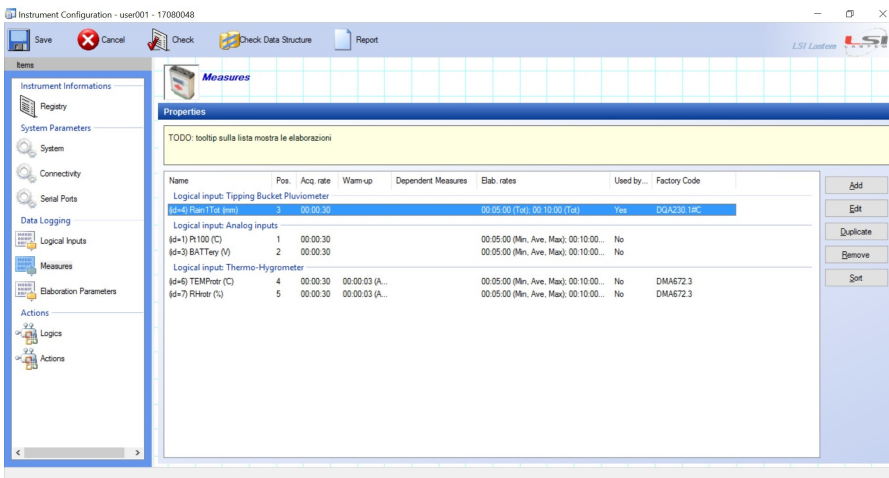 Instrument Configuration - user001 - 17080048
Save Cancel Check Check Data Structure Report
LSI Lastem LSI LASTEM
Items
Instrument Informations
Registry
System Parameters
System
Connectivity
Serial Ports
Data Logging
Logical Inputs
Measures
Elaboration Parameters
Actions
Logics
Actions
Measures
Properties
TODO: tooltip sulla lista mostra le elaborazioni
Name Pos. Acq. rate Warm-up Dependent Measures Elab. rates Used by... Factory Code
Logical input: Tipping Bucket Pluviometer
(id=4) Rain1Tot (mm) 3 00:00:30 00:05:00 (Tot); 00:10:00 (Tot) Yes DQA230.1#C
Logical input: Analog inputs
(id=1) Pt100 (°C) 1 00:00:30 00:05:00 (Min, Ave, Max); 00:10:00... No
(id=3) BATTery (V) 2 00:00:30 00:05:00 (Min, Ave, Max); 00:10:00... No
Logical input: Thermo-Hygrometer
(id=6) TEMProtr (°C) 4 00:00:30 00:00:03 (A... 00:05:00 (Min, Ave, Max); 00:10:00... No DMA672.3
(id=7) RHrotr (%) 5 00:00:30 00:00:03 (A... 00:05:00 (Min, Ave, Max); 00:10:00... No DMA672.3
Add
Edit
Duplicate
Remove
Sort